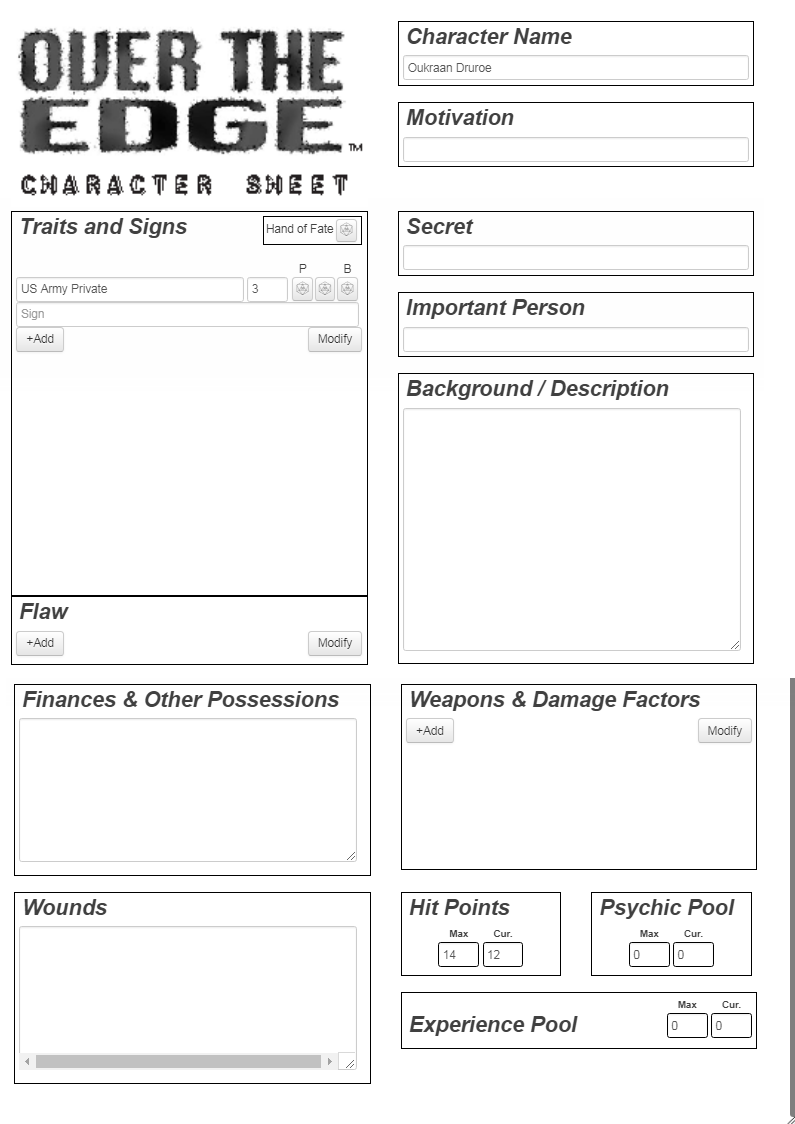 OVER THE
EDGE™
CHARACTER SHEET
Character Name
Oukraan Druroe
Motivation
Traits and Signs
Hand of Fate
P B
US Army Private 3
Sign
+Add Modify
Flaw
+Add Modify
Secret
Important Person
Background / Description
Finances & Other Possessions
Weapons & Damage Factors
+Add Modify
Wounds
Hit Points
Max Cur.
14 12
Psychic Pool
Max Cur.
0 0
Experience Pool
Max Cur.
0 0